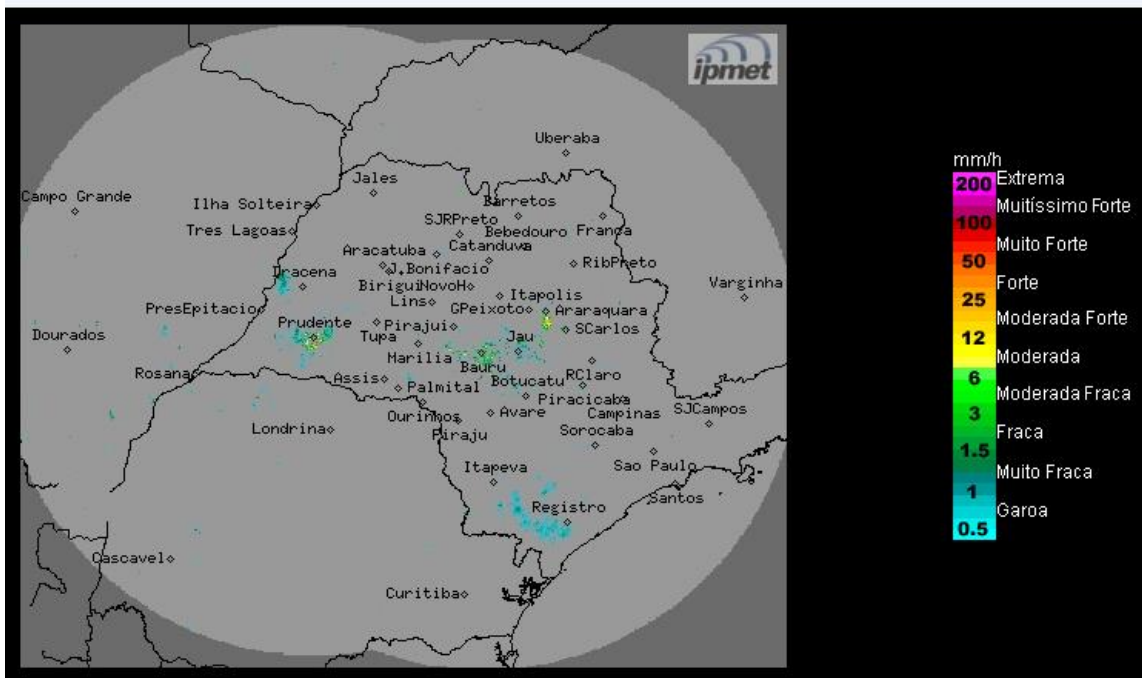 ipmet
Uberaba
Jales
Campo Grande
Ilha Solteira
Barretos
SJRPreto
Tres Lagoas
Bebedouro
Franca
Aracatuba
Catanduva
Dracena
J.Bonifacio
RibPreto
Varginha
Birigui
NovoH
Lins
Itapolis
PresEpitacio
GPeixoto
Araraquara
Dourados
Prudente
Tupa
Pirajui
SCarlos
Jau
Marilia
Bauru
Rosana
Assis
Palmital
Botucatu
RClaro
Piracicaba
Ourinhos
Avare
Campinas
SJCampos
Londrina
Piraju
Sorocaba
Itapeva
Sao Paulo
Santos
Registro
Cascavel
Curitiba
mm/h
200 Extrema
Muitíssimo Forte
100
Muito Forte
50
Forte
25
Moderada Forte
12
Moderada
6
Moderada Fraca
3
Fraca
1.5
Muito Fraca
1
Garoa
0.5